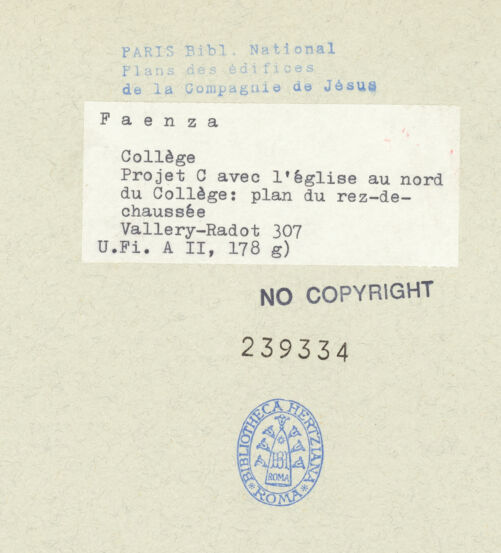 PARIS Bibl. National
Plans des édifices
de la Compagnie de Jésus
Faenza
Collège
Projet C avec l'église au nord
du Collège: plan du rez-de-
chaussée
Vallery-Radot 307
U.Fi. A II, 178 g)
NO COPYRIGHT
239334
BIBLIOTHECA HERTZIANA
ROMA
ROMA